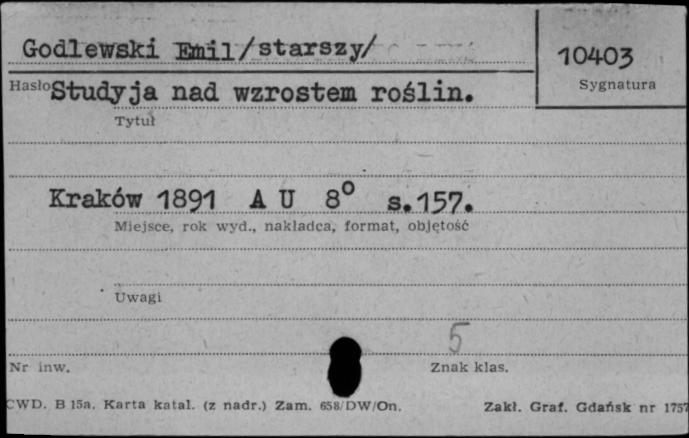 Godlewski Emil/starszy/
10403
Sygnatura
Hasło Studyja nad wzrostem roślin.
Tytuł
Kraków 1891 A U 8° s.157.
Miejsce, rok wyd., nakładca, format, objętość
Uwagi
5
Nr inw.
Znak klas.
CWD. B 15a. Karta katal. (z nadr.) Zam. 658/DW/On.
Zakł. Graf. Gdańsk nr 1757